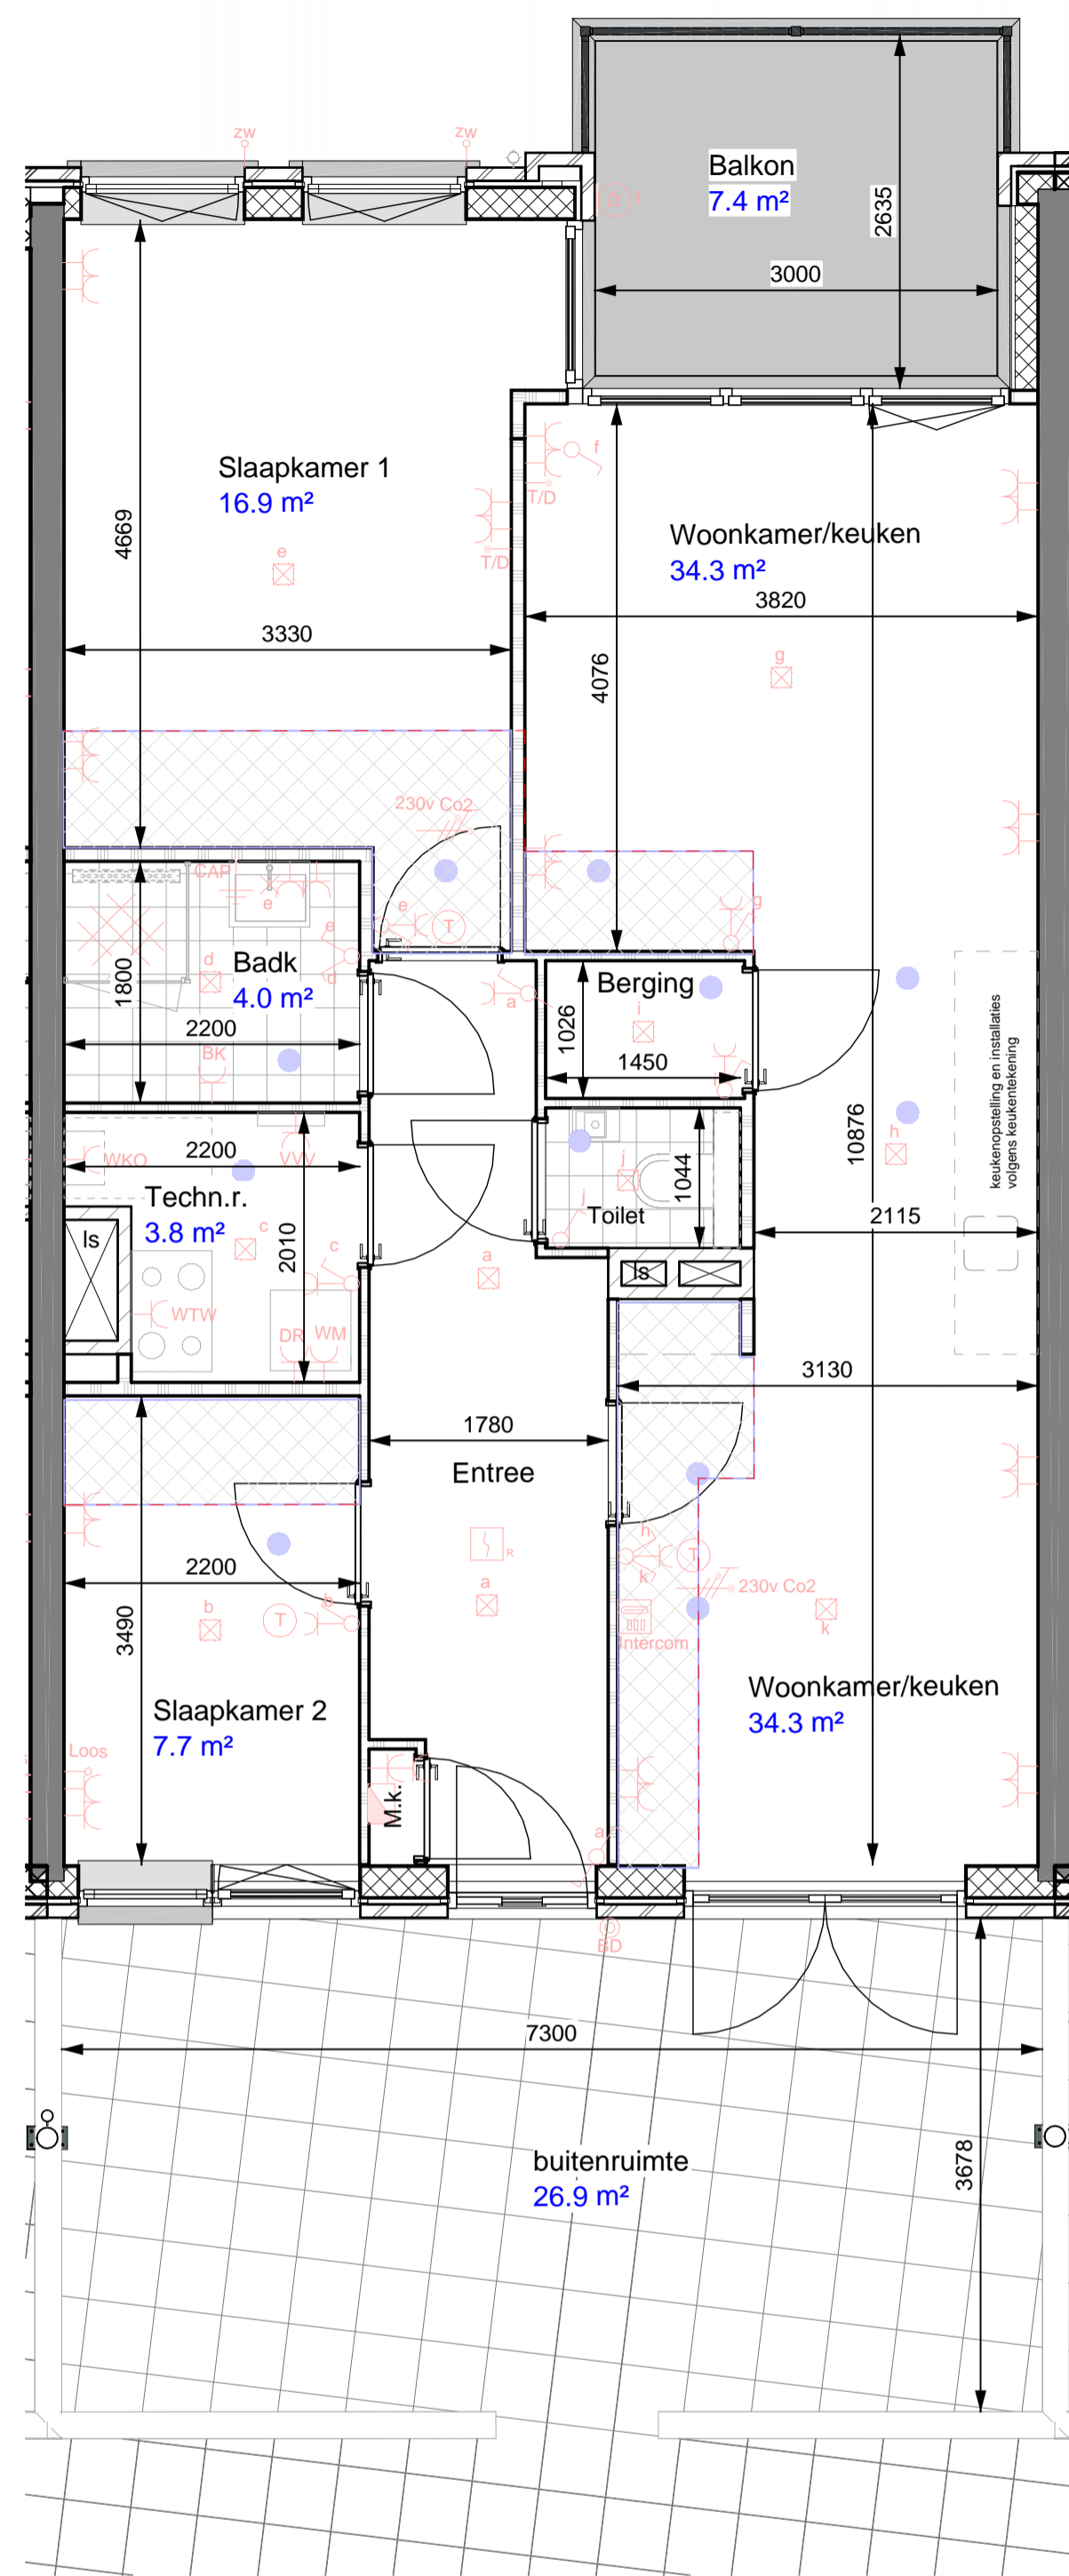 zw
zw
Balkon
7.4 m²
2635
D
f
3000
Slaapkamer 1
16.9 m²
f
T/D
4669
Woonkamer/keuken
34.3 m²
e
T/D
3820
3330
4076
g
230v Co2
CAP
e
e
T
g
e
d
d
Badk
4.0 m²
1800
2200
BK
a
Berging
i
1026
1450
keukenopstelling en installaties
volgens keukentekening
10876
h
2200
WKO
VVV
Techn.r.
3.8 m²
ls
c
c
2010
WTW
DR
WM
j
1044
Toilet
j
2115
a
ls
3130
1780
Entree
R
a
h
T
k
230v Co2
Intercom
k
2200
b
T
b
3490
Slaapkamer 2
7.7 m²
Woonkamer/keuken
34.3 m²
Loos
M.k.
a
BD
7300
3678
buitenruimte
26.9 m²